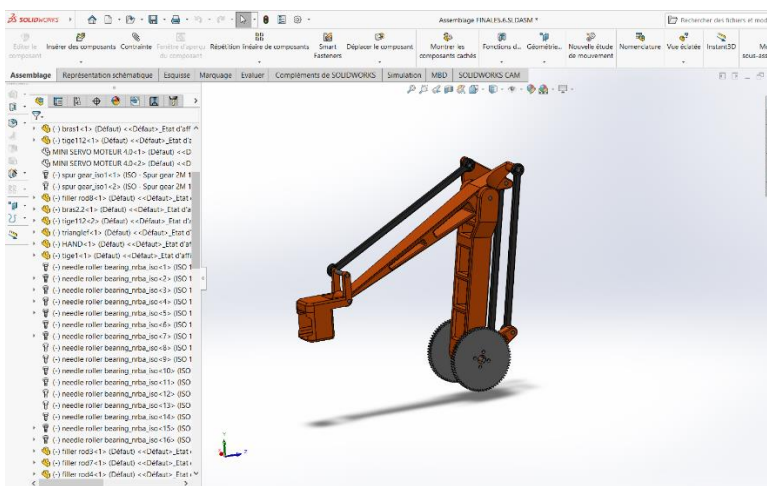 SOLIDWORKS
Assemblage FINALES.6.SLDASM *
Rechercher des fichiers et mod
Éditer le composant
Insérer des composants
Contrainte
Fenêtre d'aperçu du composant
Répétition linéaire de composants
Smart Fasteners
Déplacer le composant
Montrer les composants cachés
Fonctions d...
Géométrie...
Nouvelle étude de mouvement
Nomenclature
Vue éclatée
Instant3D
sous-ass
Assemblage
Représentation schématique
Esquisse
Marquage
Evaluer
Compléments de SOLIDWORKS
Simulation
MBD
SOLIDWORKS CAM
(-) bras1<1> (Défaut) <<Défaut>_Etat d'aff
(-) tige112<1> (Défaut) <<Défaut>_Etat d'a
MINI SERVO MOTEUR 4.0<1> (Défaut) <<D
MINI SERVO MOTEUR 4.0<2> (Défaut) <<D
(-) spur gear_iso1<1> (ISO - Spur gear 2M 1
(-) spur gear_iso1<2> (ISO - Spur gear 2M 1
(-) filler rod8<1> (Défaut) <<Défaut>_Etat
(-) bras2.2<1> (Défaut) <<Défaut>_Etat d'a
(-) tige112<2> (Défaut) <<Défaut>_Etat d'a
(-) trianglef<1> (Défaut) <<Défaut>_Etat d'
(-) HAND<1> (Défaut) <<Défaut>_Etat d'af
(-) tige1<1> (Défaut) <<Défaut>_Etat d'affi
(-) needle roller bearing_nrba_iso<1> (ISO 1
(-) needle roller bearing_nrba_iso<2> (ISO 1
(-) needle roller bearing_nrba_iso<3> (ISO 1
(-) needle roller bearing_nrba_iso<4> (ISO 1
(-) needle roller bearing_nrba_iso<5> (ISO 1
(-) needle roller bearing_nrba_iso<6> (ISO 1
(-) needle roller bearing_nrba_iso<7> (ISO 1
(-) needle roller bearing_nrba_iso<8> (ISO 1
(-) needle roller bearing_nrba_iso<9> (ISO 1
(-) needle roller bearing_nrba_iso<10> (ISO
(-) needle roller bearing_nrba_iso<11> (ISO
(-) needle roller bearing_nrba_iso<12> (ISO
(-) needle roller bearing_nrba_iso<13> (ISO
(-) needle roller bearing_nrba_iso<14> (ISO
(-) needle roller bearing_nrba_iso<15> (ISO
(-) needle roller bearing_nrba_iso<16> (ISO
(-) filler rod3<1> (Défaut) <<Défaut>_Etat
(-) filler rod7<1> (Défaut) <<Défaut>_Etat
(-) filler rod4<1> (Défaut) <<Défaut>_Etat